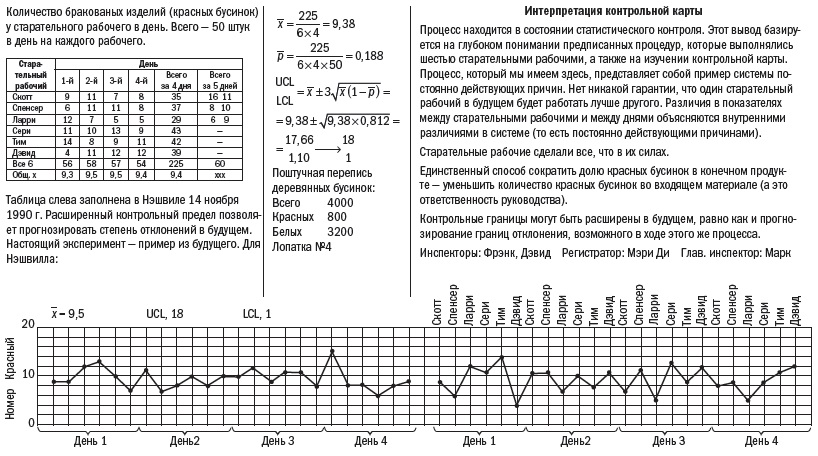 Количество бракованых изделий (красных бусинок)
у старательного рабочего в день. Всего — 50 штук
в день на каждого рабочего.
Стара-
тельный
рабочий
День
1-й 2-й 3-й 4-й Всего за 4 дня Всего за 5 дней
Скотт 9 11 7 8 35 16 11
Спенсер 6 11 11 8 37 8 10
Ларри 12 7 5 5 29 6 9
Сери 11 10 13 9 43 –
Тим 14 8 9 11 42 –
Дэвид 4 11 12 12 39 –
Все 6 56 58 57 54 225 60
Общ. x 9,3 9,5 9,5 9,4 9,4 xxx
Таблица слева заполнена в Нэшвиле 14 ноября
1990 г. Расширенный контрольный предел позволя-
ет прогнозировать степень отклонений в будущем.
Настоящий эксперимент — пример из будущего. Для
Нэшвилла:
x̅ = 225 / 6×4 = 9,38
p̅ = 225 / 6×4×50 = 0,188
UCL
LCL = x̅ ± 3√x̅ (1−p̅) =
= 9,38 ± √9,38×0,812 =
= 17,66 / 1,10 → 18 / 1
Поштучная перепись
деревянных бусинок:
Всего 4000
Красных 800
Белых 3200
Лопатка №4
Интерпретация контрольной карты
Процесс находится в состоянии статистического контроля. Этот вывод базиру-
ется на глубоком понимании предписанных процедур, которые выполнялись
шестью старательными рабочими, а также на изучении контрольной карты.
Процесс, который мы имеем здесь, представляет собой пример системы по-
стоянно действующих причин. Нет никакой гарантии, что один старательный
рабочий в будущем будет работать лучше другого. Различия в показателях
между старательными рабочими и между днями объясняются внутренними
различиями в системе (то есть постоянно действующими причинами).
Старательные рабочие сделали все, что в их силах.
Единственный способ сократить долю красных бусинок в конечном продук-
те — уменьшить количество красных бусинок во входящем материале (а это
ответственность руководства).
Контрольные границы могут быть расширены в будущем, равно как и прогно-
зирование границ отклонения, возможного в ходе этого же процесса.
Инспекторы: Фрэнк, Дэвид Регистратор: Мэри Ди Глав. инспектор: Марк
x̅ = 9,5 UCL, 18 LCL, 1
Скотт Спенсер Ларри Сери Тим Дэвид Скотт Спенсер Ларри Сери Тим Дэвид Скотт Спенсер Ларри Сери Тим Дэвид Скотт Спенсер Ларри Сери Тим Дэвид
Номер Красный
20
10
0
День 1 День2 День 3 День 4 День 1 День2 День 3 День 4